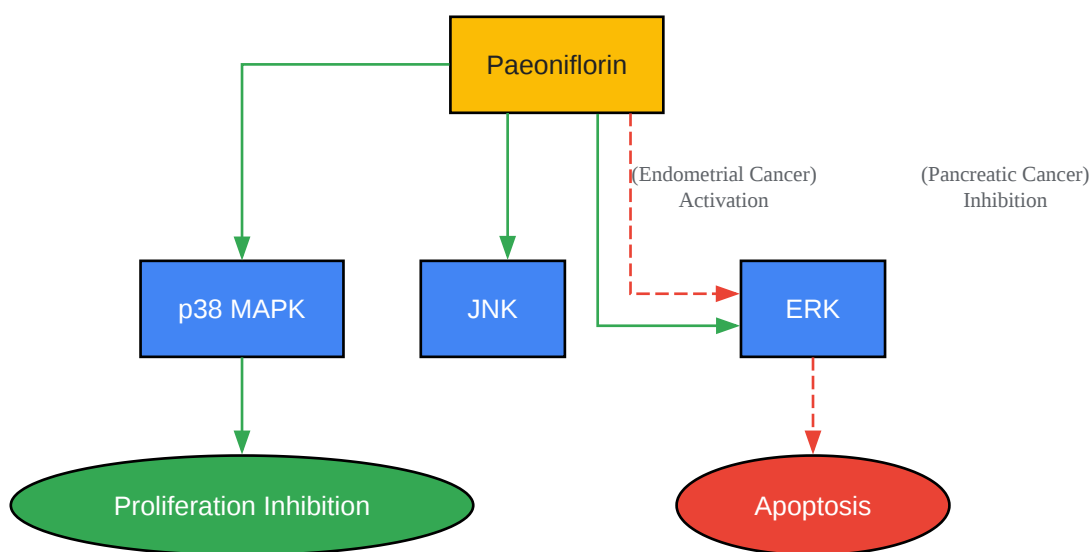 Paeoniflorin
(Endometrial Cancer)
Activation
(Pancreatic Cancer)
Inhibition
p38 MAPK
JNK
ERK
Proliferation Inhibition
Apoptosis